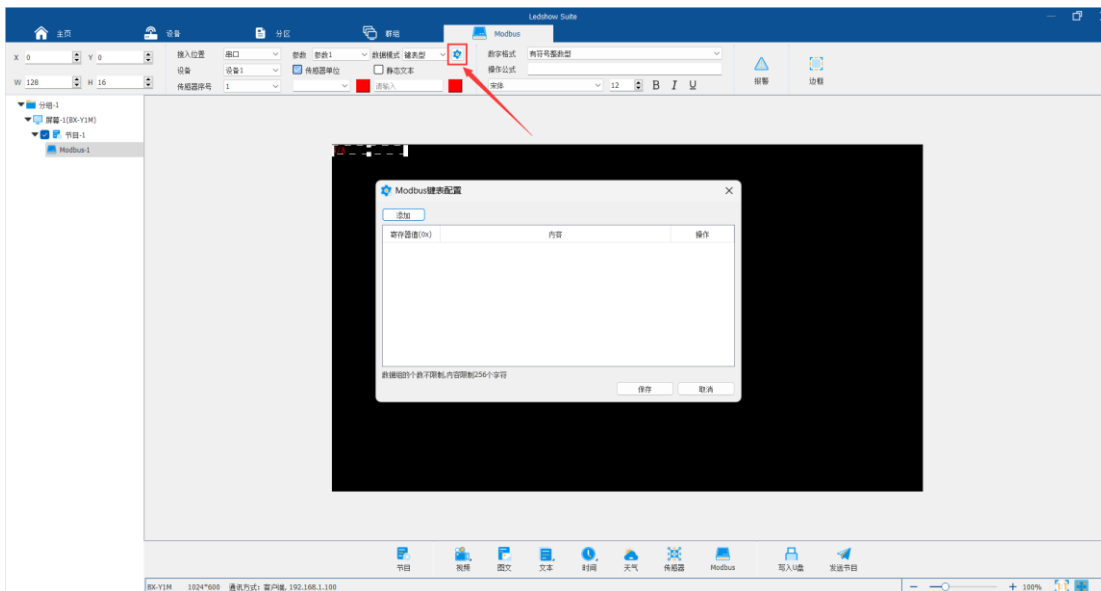 Ledshow Suite
主页 设备 分区 群组 Modbus
X 0 Y 0 接入位置 串口 参数 参数1 数据模式 键表型 数字格式 有符号整数型
设备 设备1 传感器单位 静态文本 操作公式
W 128 H 16 传感器序号 1 请输入 宋体 12 B I U 报警 边框
分组-1
屏幕-1(BX-Y1M)
节目-1
Modbus-1
Modbus键表配置
添加
寄存器值(0x) 内容 操作
数据组的个数不限制,内容限制256个字符
保存 取消
节目 视频 图文 文本 时间 天气 传感器 Modbus 写入U盘 发送节目
BX-Y1M 1024*600 通讯方式: 客户端, 192.168.1.100 100%